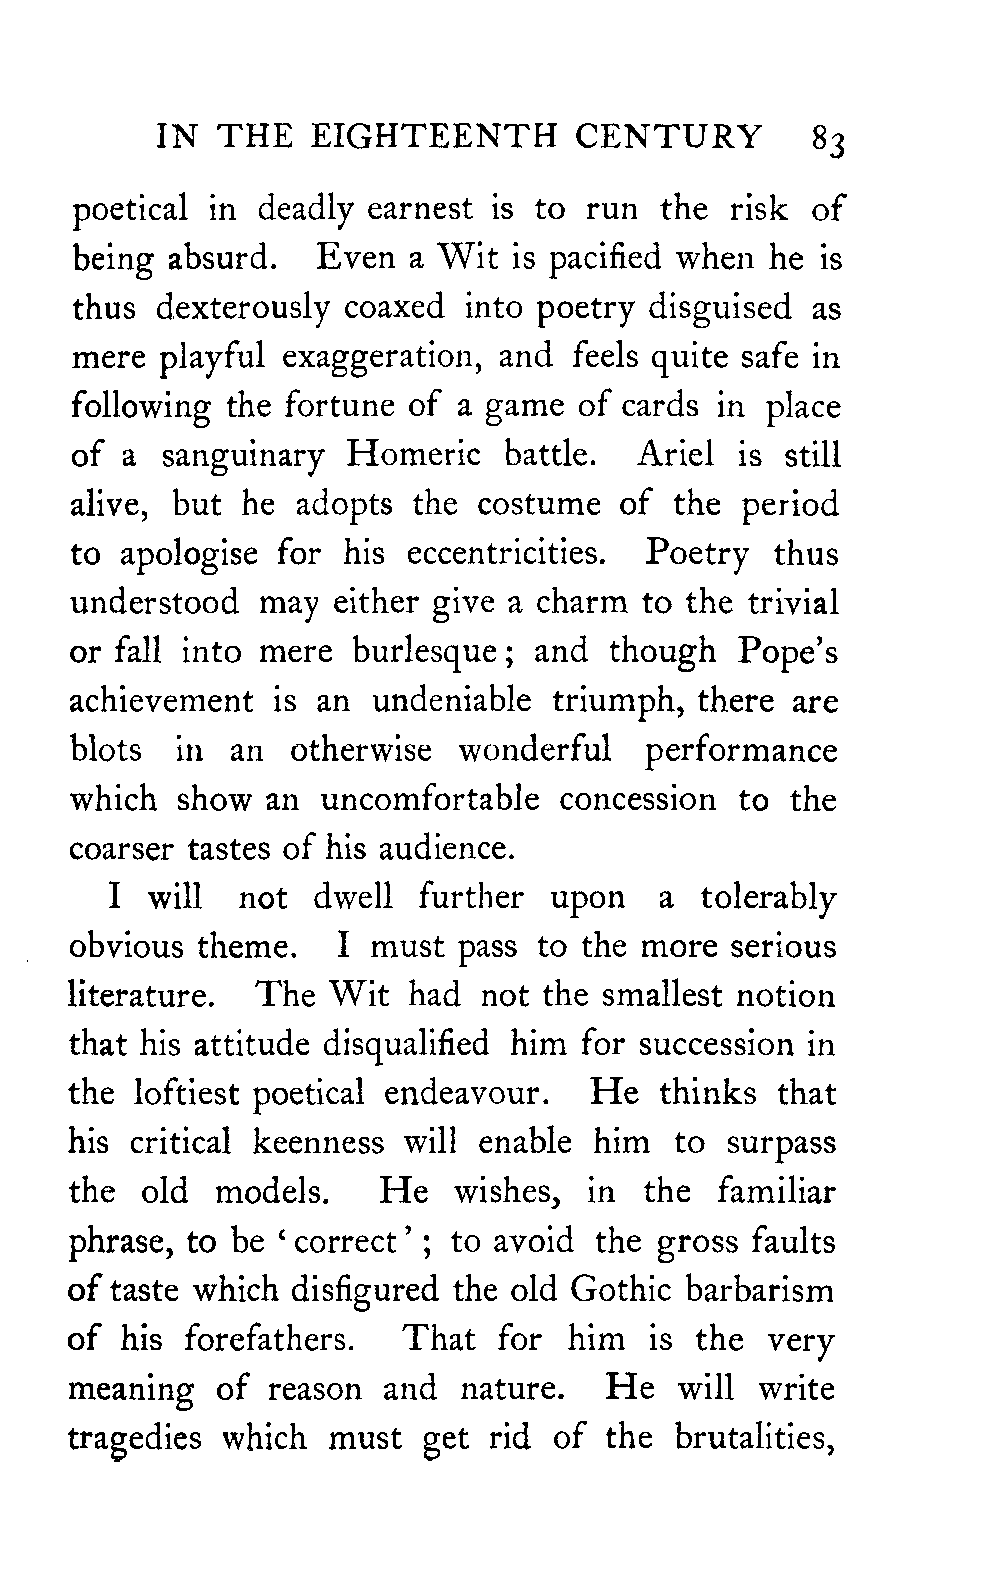 IN THE EIGHTEENTH CENTURY 83
poetical in deadly earnest is to run the risk of
being absurd. Even a Wit is pacified when he is
thus dexterously coaxed into poetry disguised as
mere playful exaggeration, and feels quite safe in
following the fortune of a game of cards in place
of a sanguinary Homeric battle. Ariel is still
alive, but he adopts the costume of the period
to apologise for his eccentricities. Poetry thus
understood may either give a charm to the trivial
or fall into mere burlesque; and though Pope's
achievement is an undeniable triumph, there are
blots in an otherwise wonderful performance
which show an uncomfortable concession to the
coarser tastes of his audience.
I will not dwell further upon a tolerably
obvious theme. I must pass to the more serious
literature. The Wit had not the smallest notion
that his attitude disqualified him for succession in
the loftiest poetical endeavour. He thinks that
his critical keenness will enable him to surpass
the old models. He wishes, in the familiar
phrase, to be ‘correct’; to avoid the gross faults
of taste which disfigured the old Gothic barbarism
of his forefathers. That for him is the very
meaning of reason and nature. He will write
tragedies which must get rid of the brutalities,